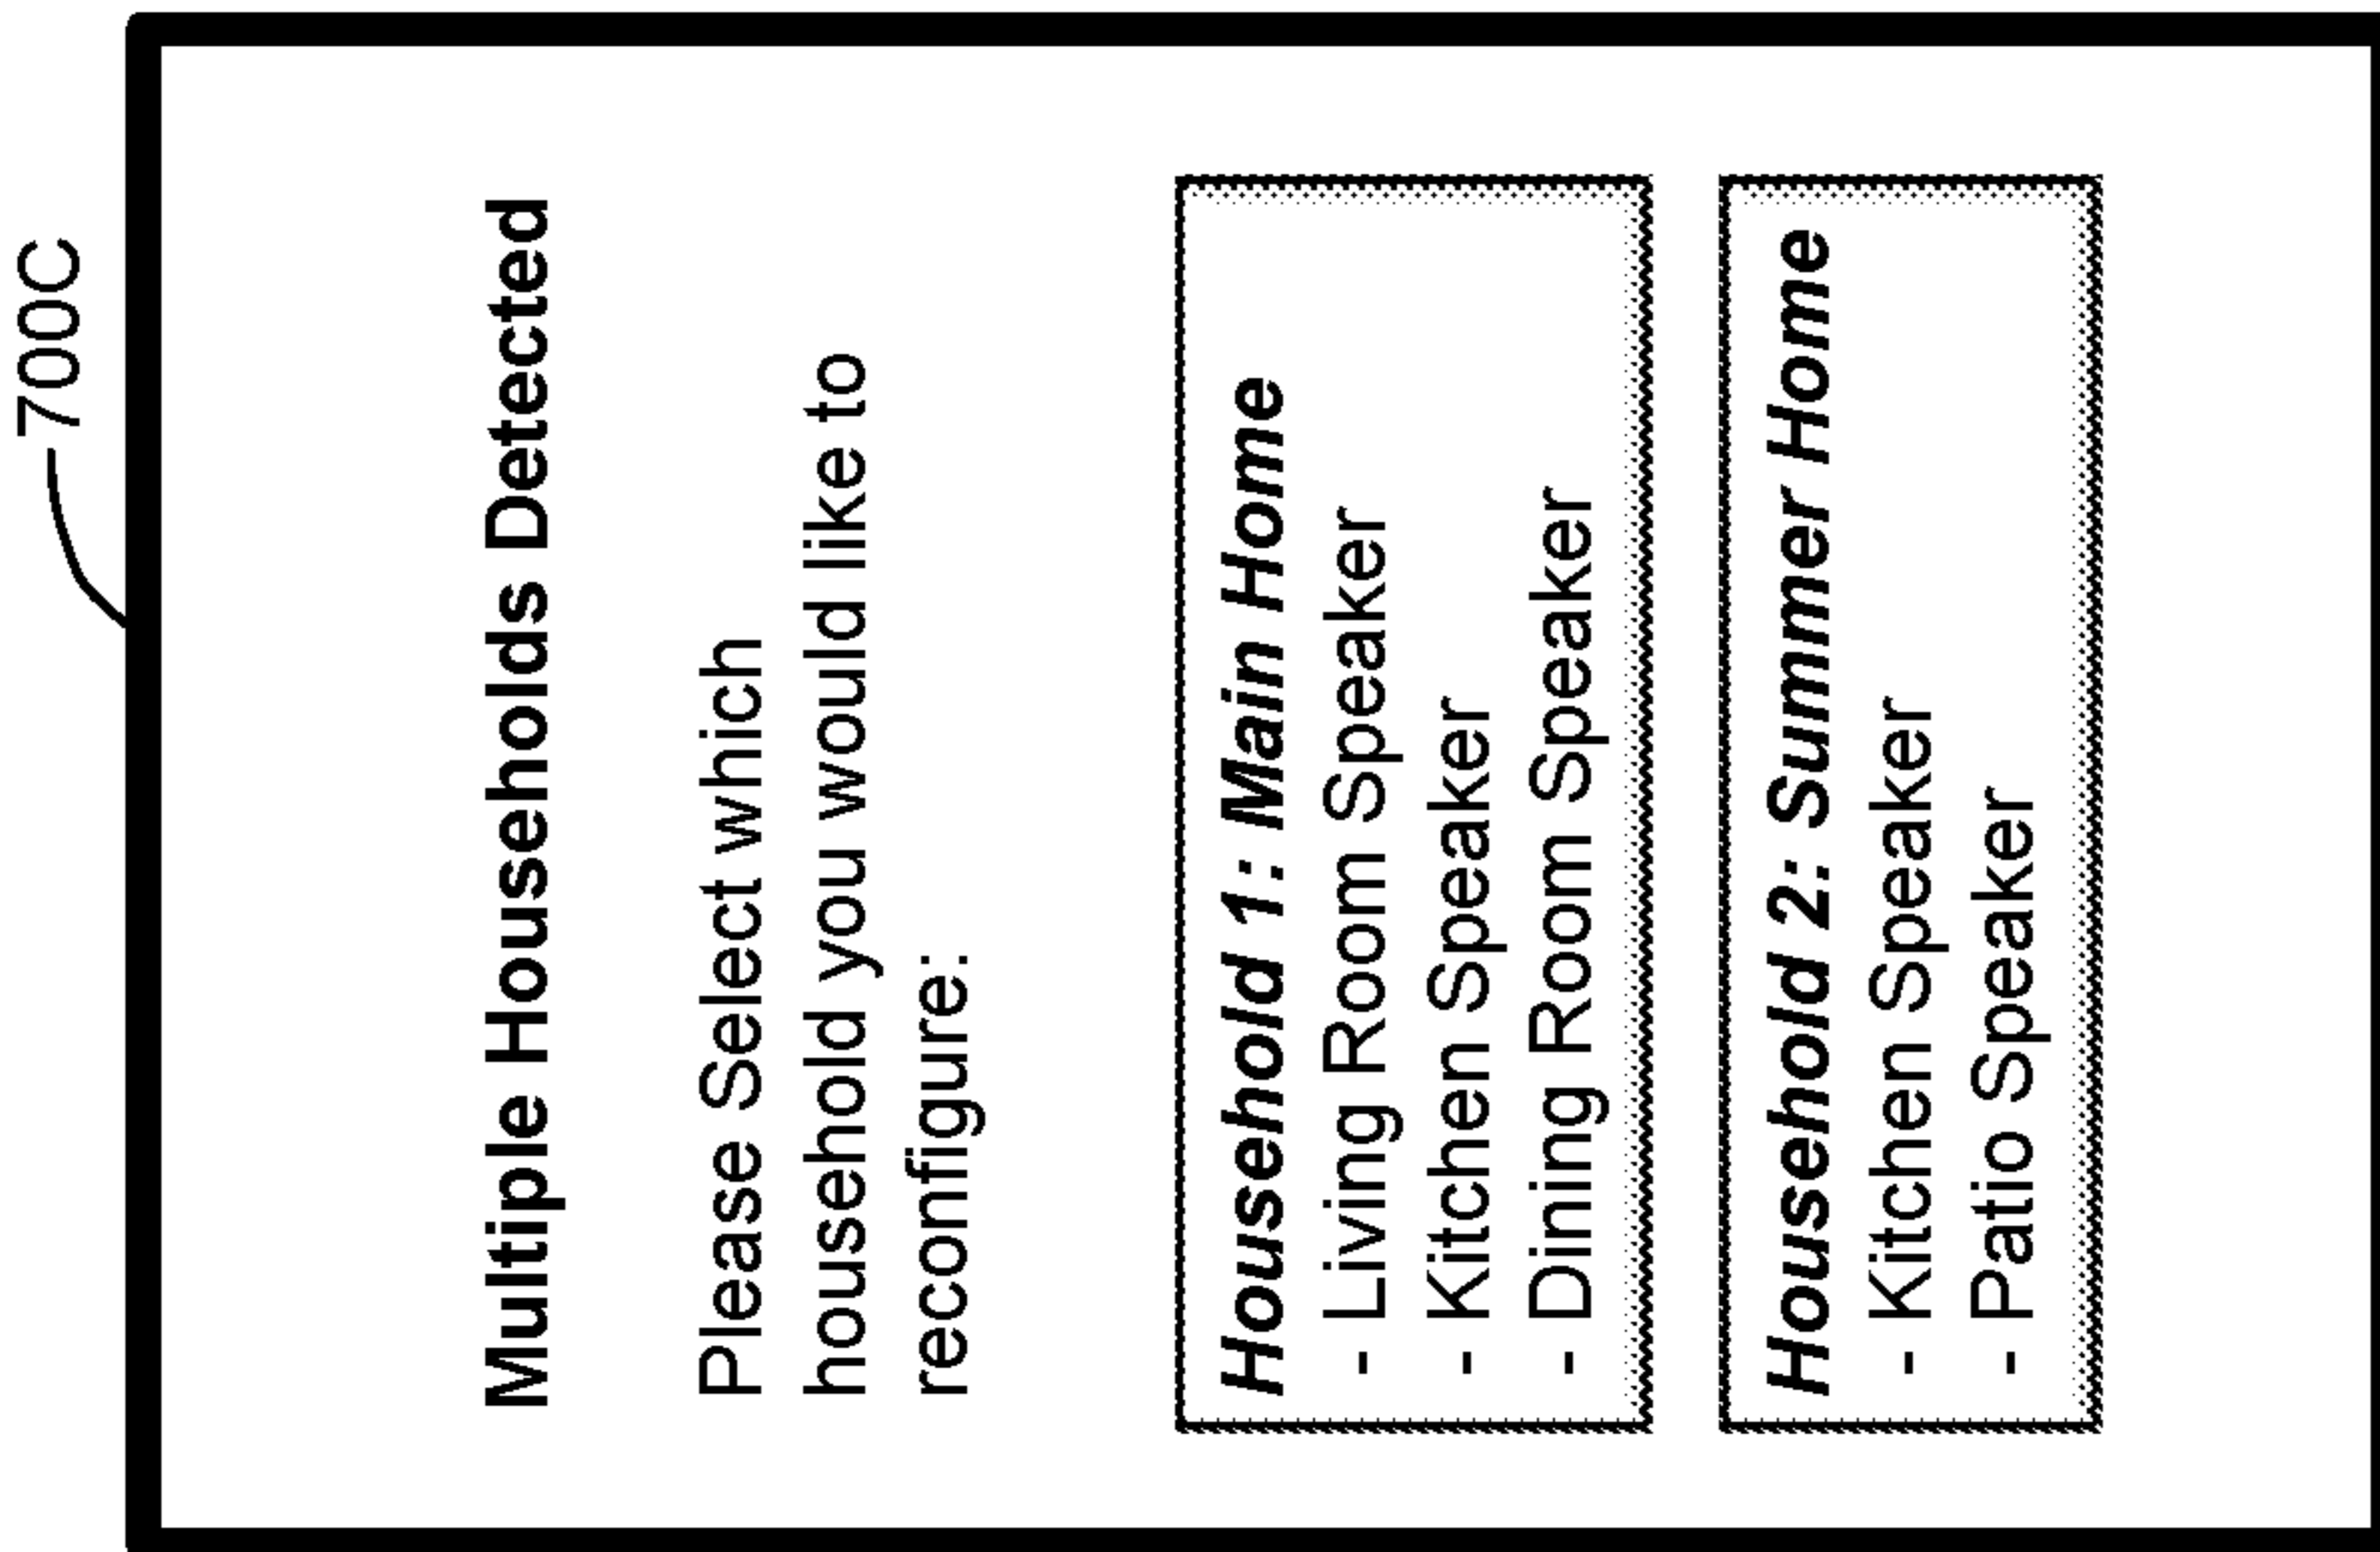 700C
Multiple Households Detected
Please Select which
household you would like to
reconfigure:
Household 1: Main Home
- Living Room Speaker
- Kitchen Speaker
- Dining Room Speaker
Household 2: Summer Home
- Kitchen Speaker
- Patio Speaker